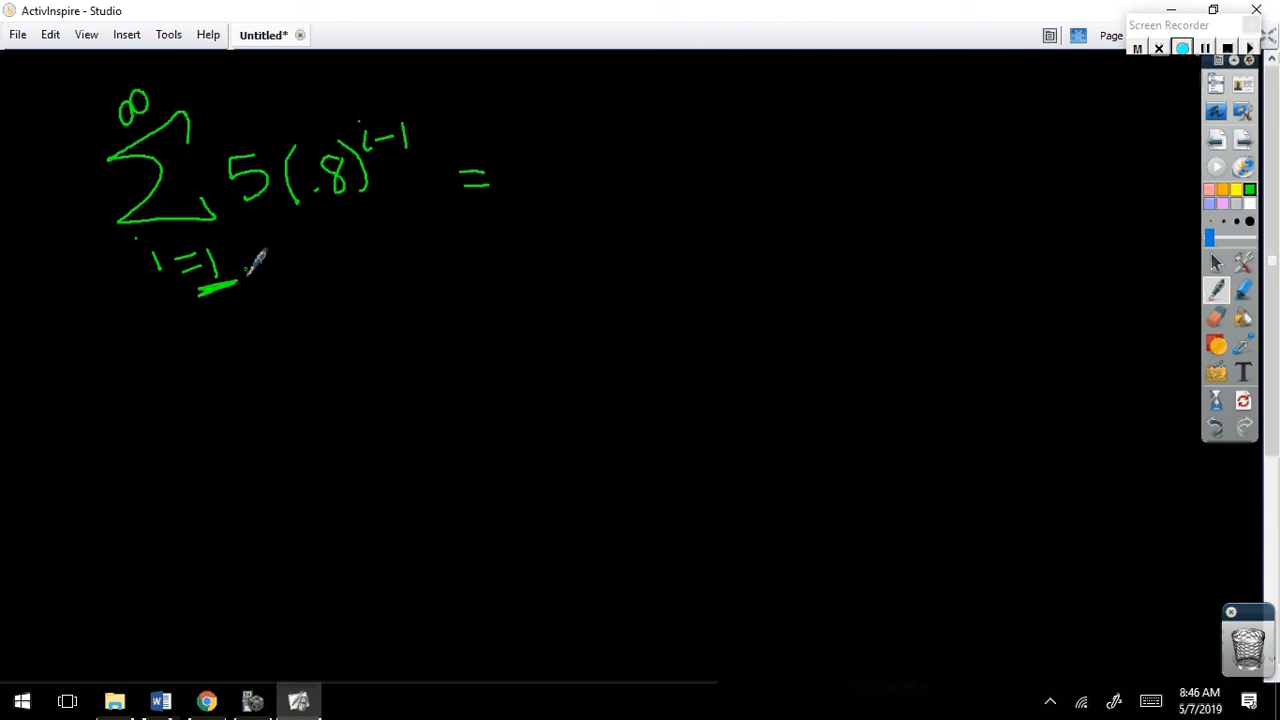 ActivInspire - Studio
Screen Recorder
File Edit View Insert Tools Help Untitled* Page
M
∞
Σ 5(.8)^{i-1} =
i=1
T
8:46 AM
5/7/2019